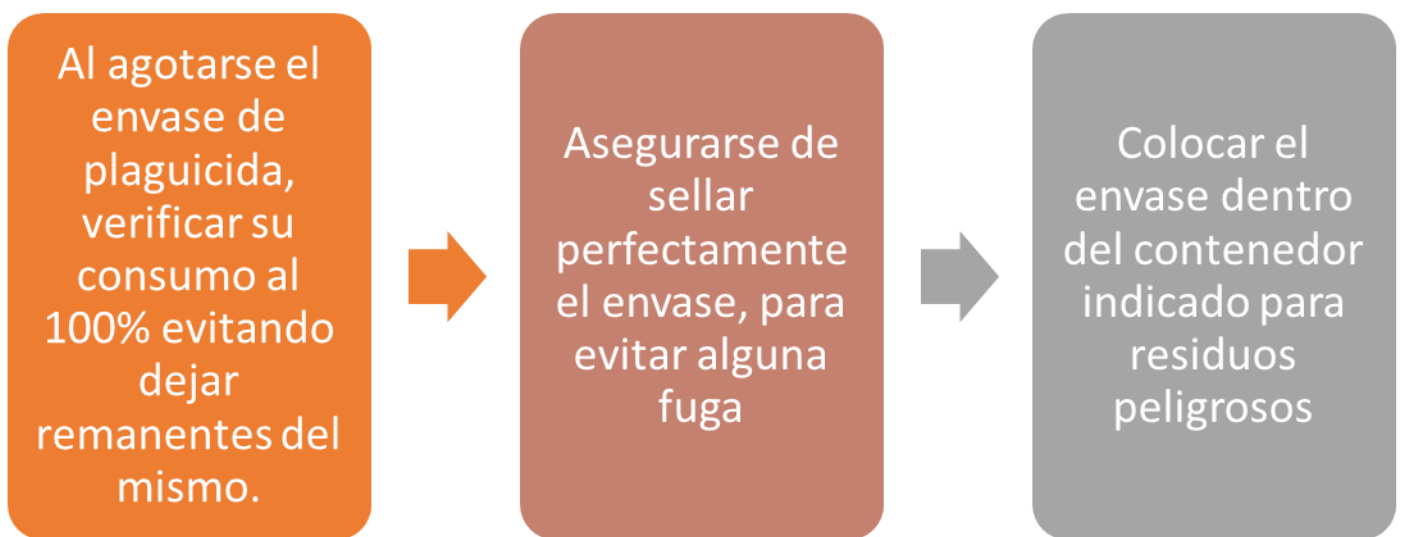 Al agotarse el
envase de
plaguicida,
verificar su
consumo al
100% evitando
dejar
remanentes del
mismo.
Asegurarse de
sellar
perfectamente
el envase, para
evitar alguna
fuga
Colocar el
envase dentro
del contenedor
indicado para
residuos
peligrosos